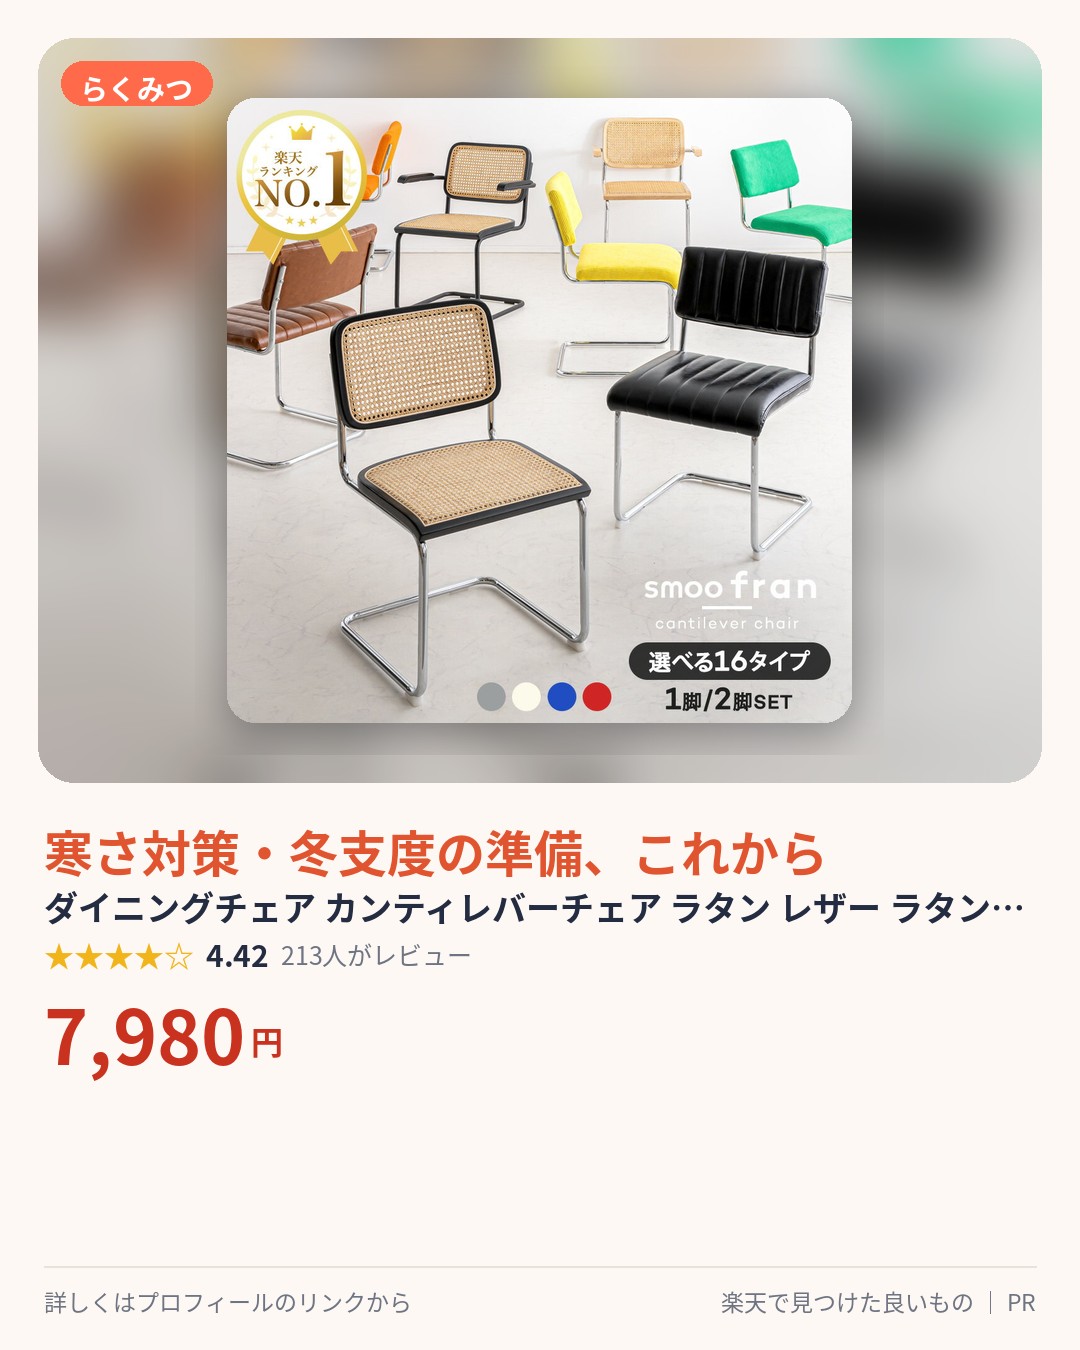 らくみつ
楽天
ランキング
NO.1
smoo fran
cantilever chair
選べる16タイプ
1脚/2脚SET
寒さ対策・冬支度の準備、これから
ダイニングチェア カンティレバーチェア ラタン レザー ラタン…
★★★★☆ 4.42 213人がレビュー
7,980円
詳しくはプロフィールのリンクから
楽天で見つけた良いもの ｜ PR